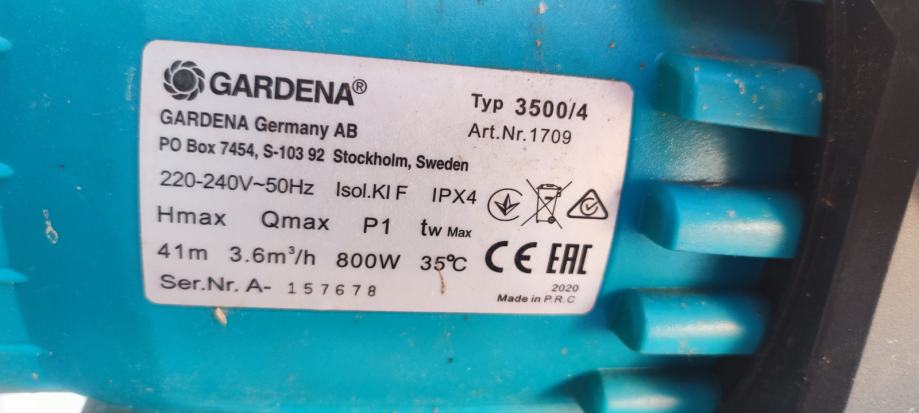 GARDENA®
Typ 3500/4
GARDENA Germany AB
Art.Nr.1709
PO Box 7454, S-103 92 Stockholm, Sweden
220-240V~50Hz Isol.Kl F IPX4
Hmax Qmax P1 tw Max
41m 3.6m³/h 800W 35°C
CE EAC
Ser.Nr. A- 157678
2020
Made in P.R.C